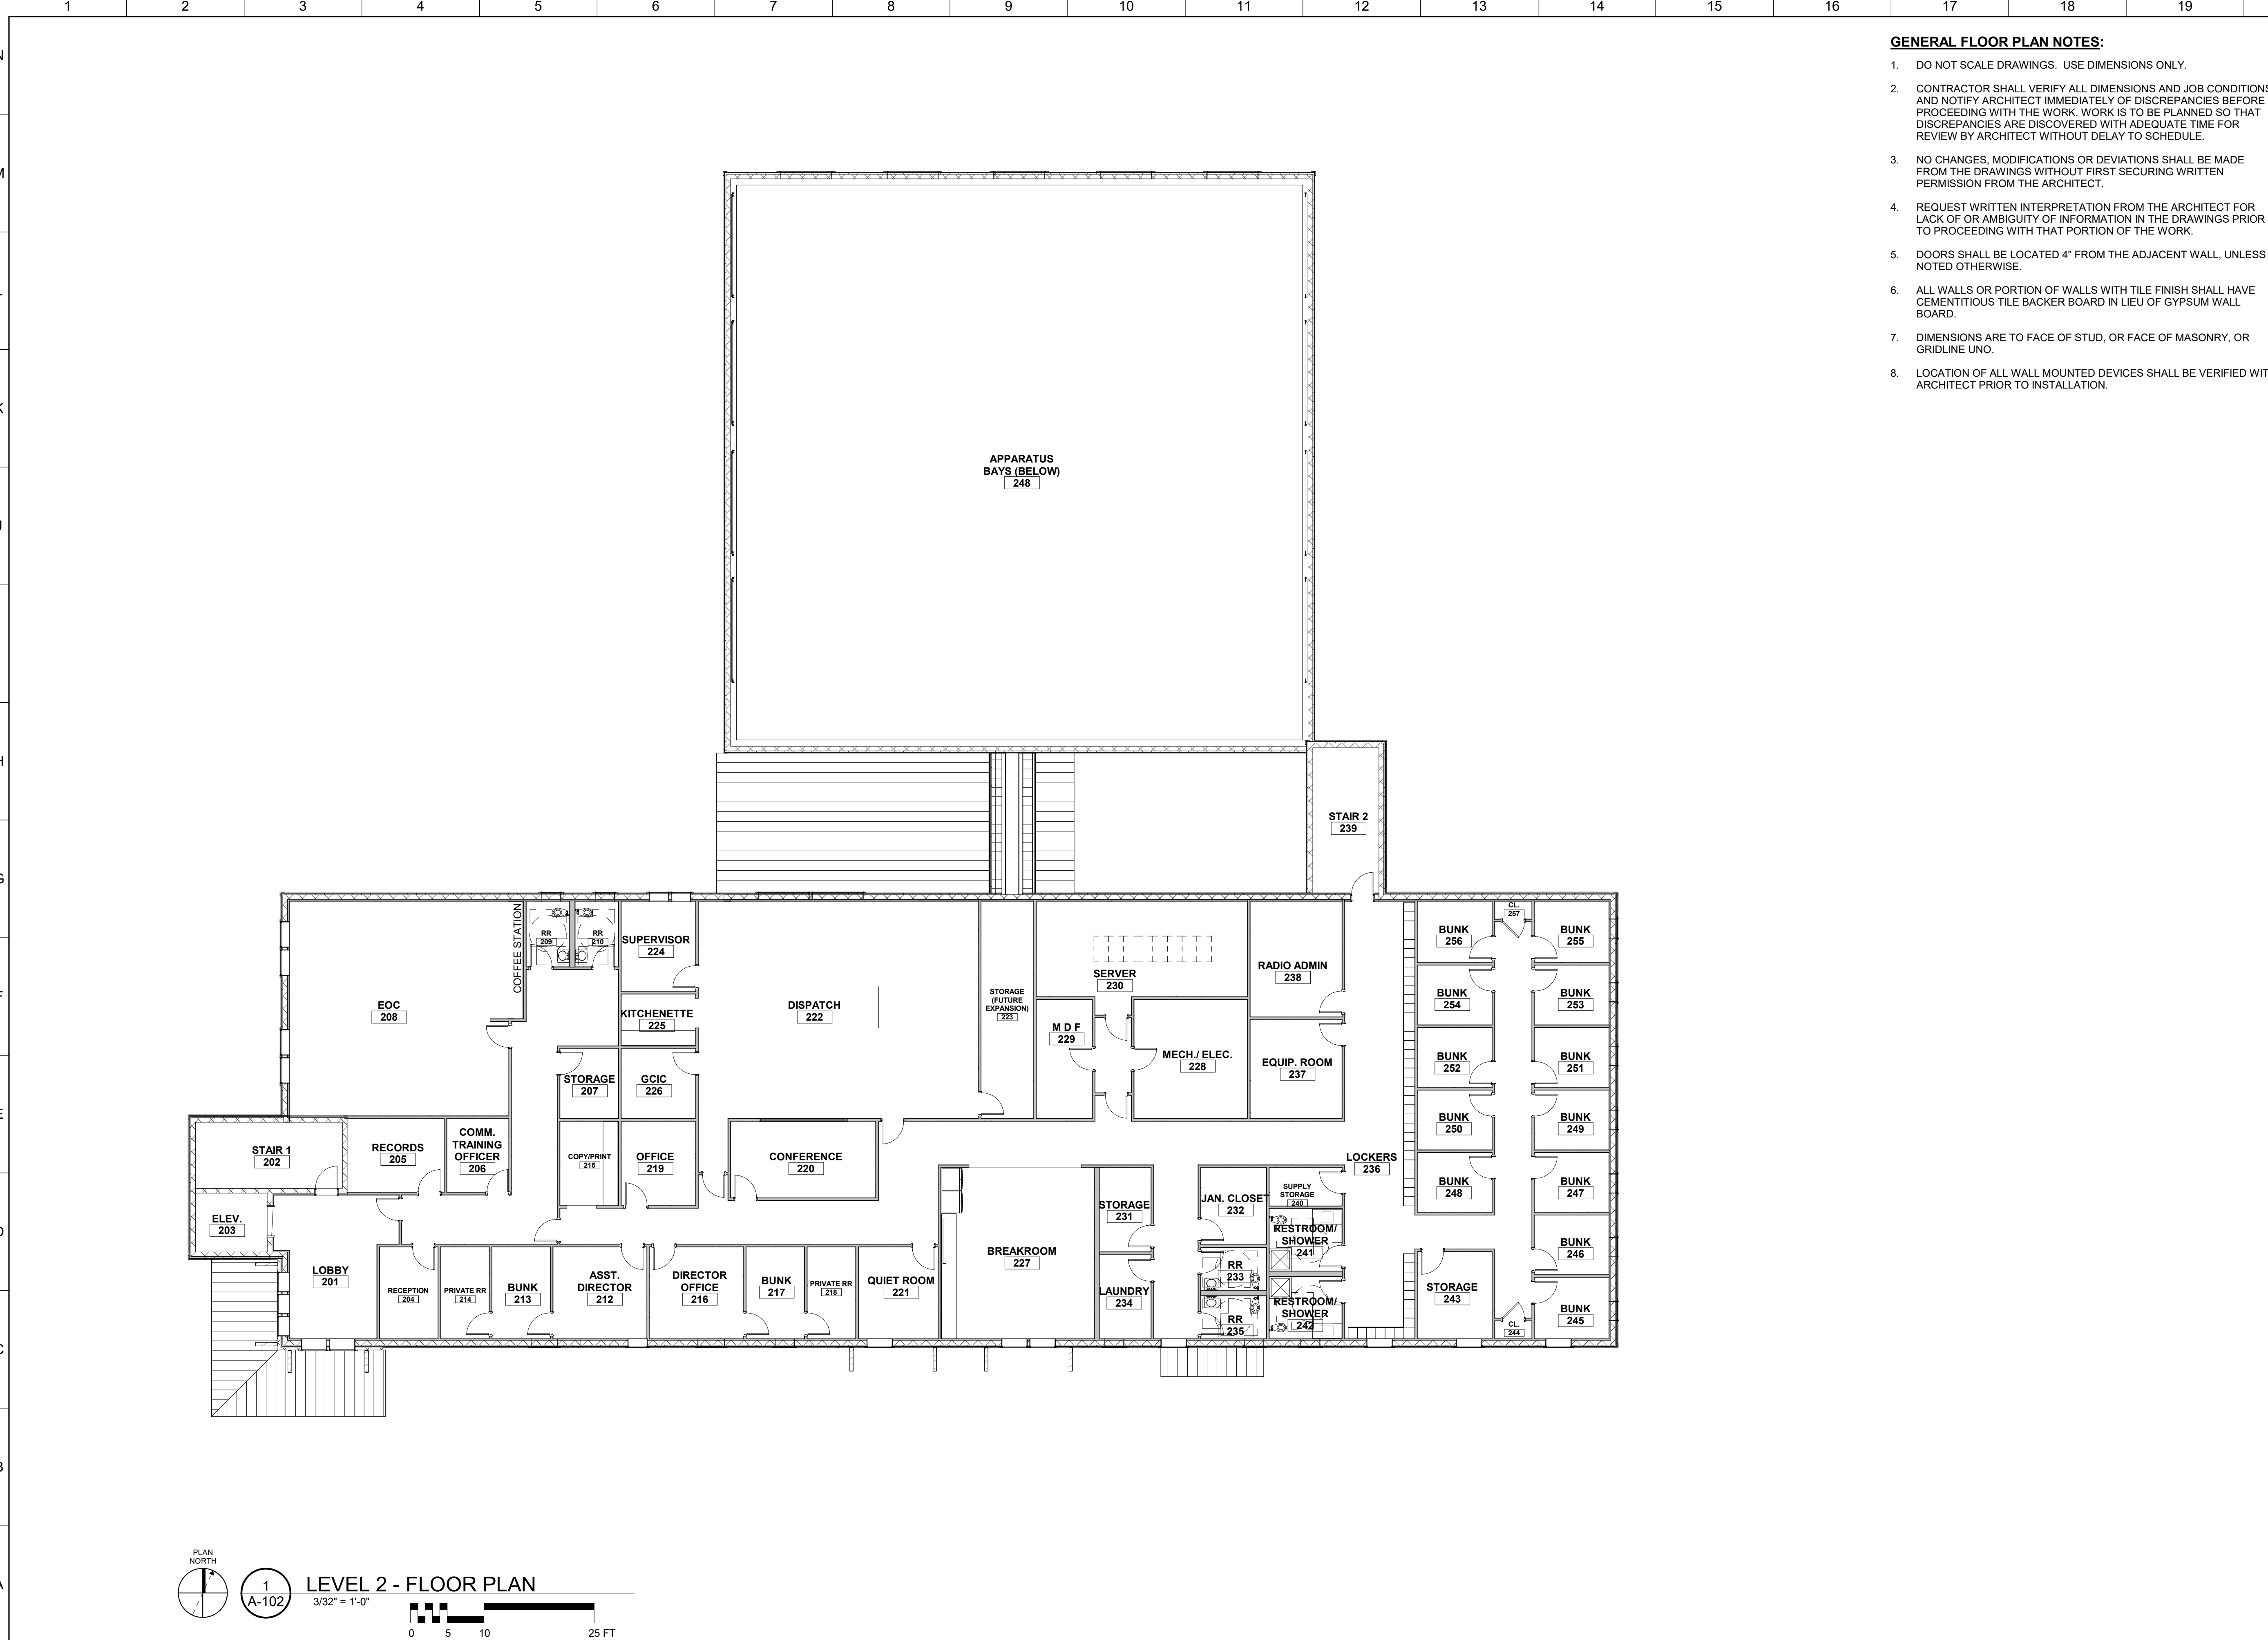 1 2 3 4 5 6 7 8 9 10 11 12 13 14 15 16 17 18 19
GENERAL FLOOR PLAN NOTES:
1. DO NOT SCALE DRAWINGS. USE DIMENSIONS ONLY.
2. CONTRACTOR SHALL VERIFY ALL DIMENSIONS AND JOB CONDITIONS
AND NOTIFY ARCHITECT IMMEDIATELY OF DISCREPANCIES BEFORE
PROCEEDING WITH THE WORK. WORK IS TO BE PLANNED SO THAT
DISCREPANCIES ARE DISCOVERED WITH ADEQUATE TIME FOR
REVIEW BY ARCHITECT WITHOUT DELAY TO SCHEDULE.
3. NO CHANGES, MODIFICATIONS OR DEVIATIONS SHALL BE MADE
FROM THE DRAWINGS WITHOUT FIRST SECURING WRITTEN
PERMISSION FROM THE ARCHITECT.
4. REQUEST WRITTEN INTERPRETATION FROM THE ARCHITECT FOR
LACK OF OR AMBIGUITY OF INFORMATION IN THE DRAWINGS PRIOR
TO PROCEEDING WITH THAT PORTION OF THE WORK.
5. DOORS SHALL BE LOCATED 4" FROM THE ADJACENT WALL, UNLESS
NOTED OTHERWISE.
6. ALL WALLS OR PORTION OF WALLS WITH TILE FINISH SHALL HAVE
CEMENTITIOUS TILE BACKER BOARD IN LIEU OF GYPSUM WALL
BOARD.
7. DIMENSIONS ARE TO FACE OF STUD, OR FACE OF MASONRY, OR
GRIDLINE UNO.
8. LOCATION OF ALL WALL MOUNTED DEVICES SHALL BE VERIFIED WIT
ARCHITECT PRIOR TO INSTALLATION.
APPARATUS
BAYS (BELOW)
248
STAIR 2
239
COFFEE STATION
RR
209
RR
210
SUPERVISOR
224
EOC
208
KITCHENETTE
225
DISPATCH
222
STORAGE
(FUTURE
EXPANSION)
223
SERVER
230
M D F
229
MECH./ ELEC.
228
RADIO ADMIN
238
EQUIP. ROOM
237
STORAGE
207
GCIC
226
BUNK
256
CL.
257
BUNK
255
BUNK
254
BUNK
253
BUNK
252
BUNK
251
BUNK
250
BUNK
249
BUNK
248
BUNK
247
BUNK
246
BUNK
245
CL.
244
STORAGE
243
STAIR 1
202
RECORDS
205
COMM.
TRAINING
OFFICER
206
COPY/PRINT
215
OFFICE
219
CONFERENCE
220
LOCKERS
236
ELEV.
203
LOBBY
201
RECEPTION
204
PRIVATE RR
214
BUNK
213
ASST.
DIRECTOR
212
DIRECTOR
OFFICE
216
BUNK
217
PRIVATE RR
218
QUIET ROOM
221
BREAKROOM
227
STORAGE
231
LAUNDRY
234
JAN. CLOSET
232
RR
233
RR
235
SUPPLY
STORAGE
240
RESTROOM/
SHOWER
241
RESTROOM/
SHOWER
242
PLAN
NORTH
1
A-102
LEVEL 2 - FLOOR PLAN
3/32" = 1'-0"
0 5 10 25 FT